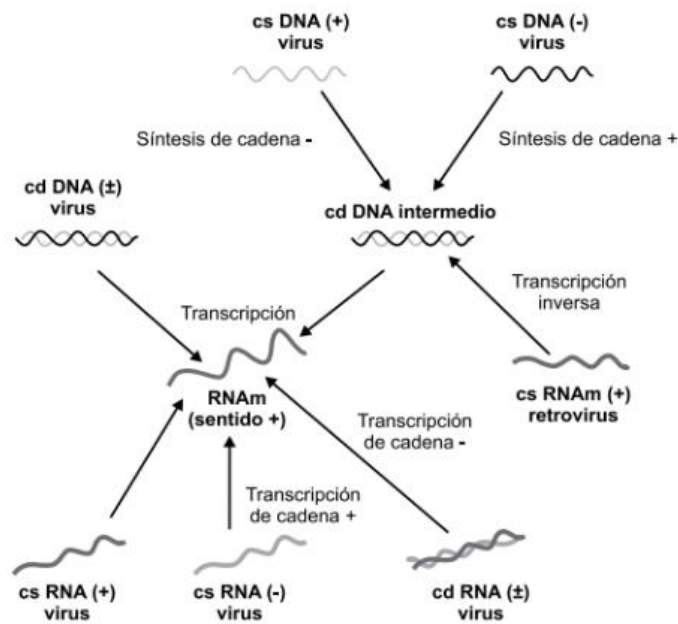 cs DNA (+)
virus
cs DNA (-)
virus
Síntesis de cadena -
Síntesis de cadena +
cd DNA (±)
virus
cd DNA intermedio
Transcripción
Transcripción
inversa
RNAm
(sentido +)
cs RNAm (+)
retrovirus
Transcripción
de cadena -
Transcripción
de cadena +
cs RNA (+)
virus
cs RNA (-)
virus
cd RNA (±)
virus